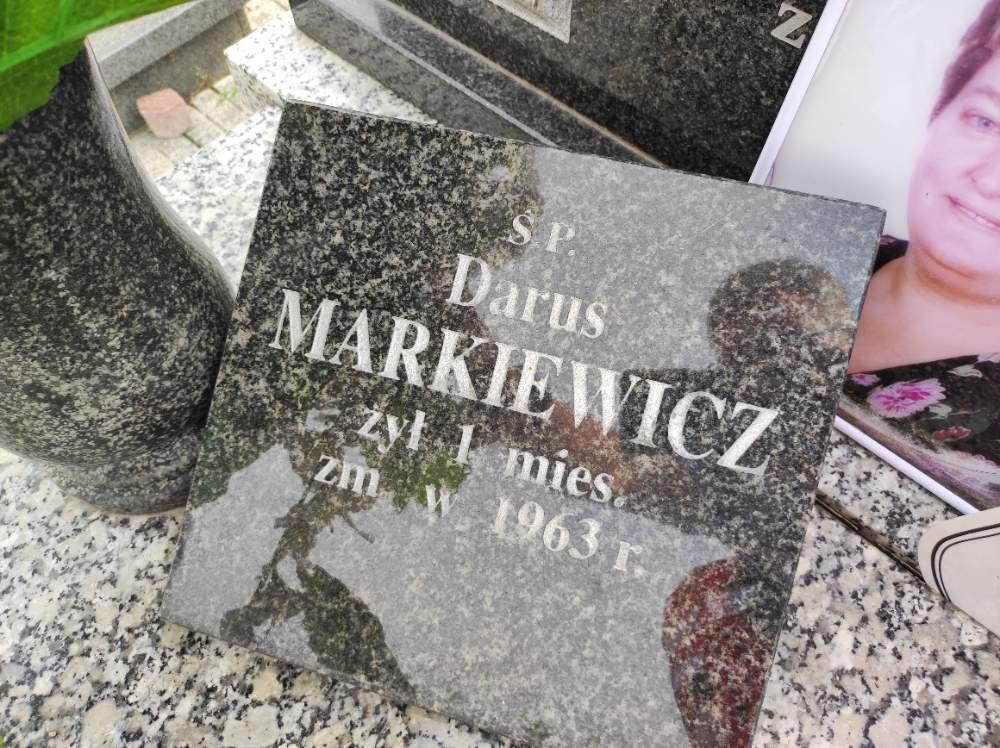 Ś.P.
Darus
MARKIEWICZ
żył 1 mies.
zm w 1963 r.
Z